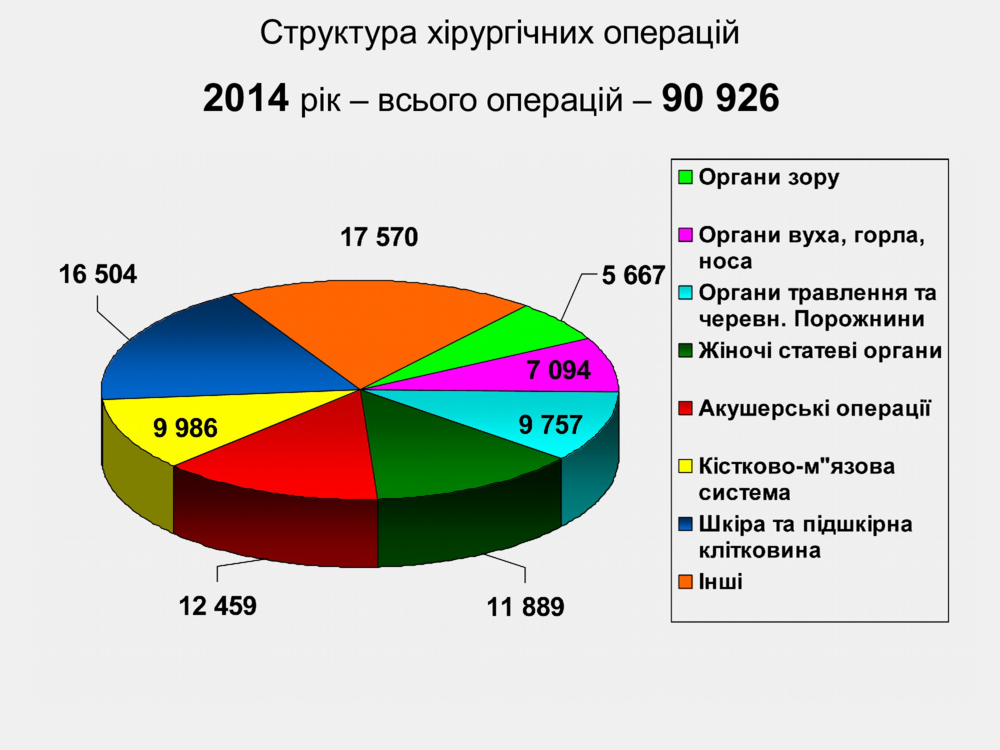 Структура хірургічних операцій
2014 рік – всього операцій – 90 926
17 570
16 504
5 667
7 094
9 757
9 986
12 459
11 889
Органи зору
Органи вуха, горла,
носа
Органи травлення та
черевн. Порожнини
Жіночі статеві органи
Акушерські операції
Кістково-м"язова
система
Шкіра та підшкірна
клітковина
Інші